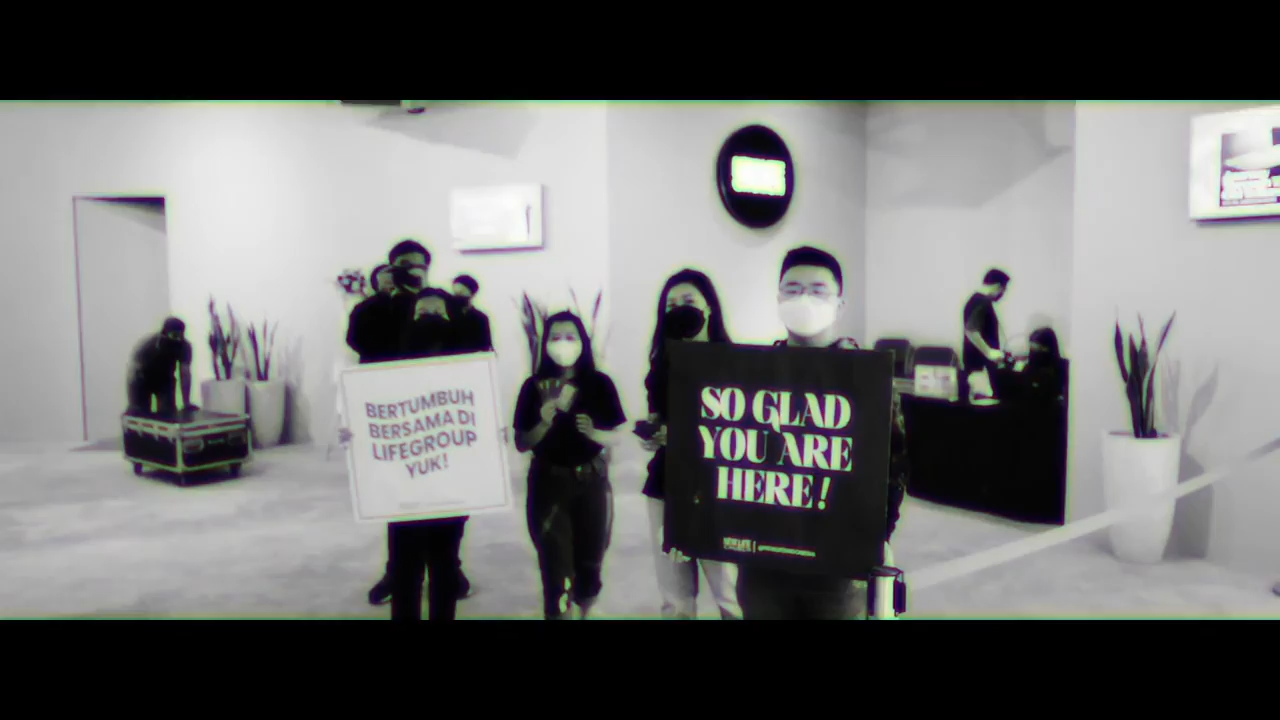 BERTUMBUH
BERSAMA DI
LIFEGROUP
YUK!
SO GLAD
YOU ARE
HERE!